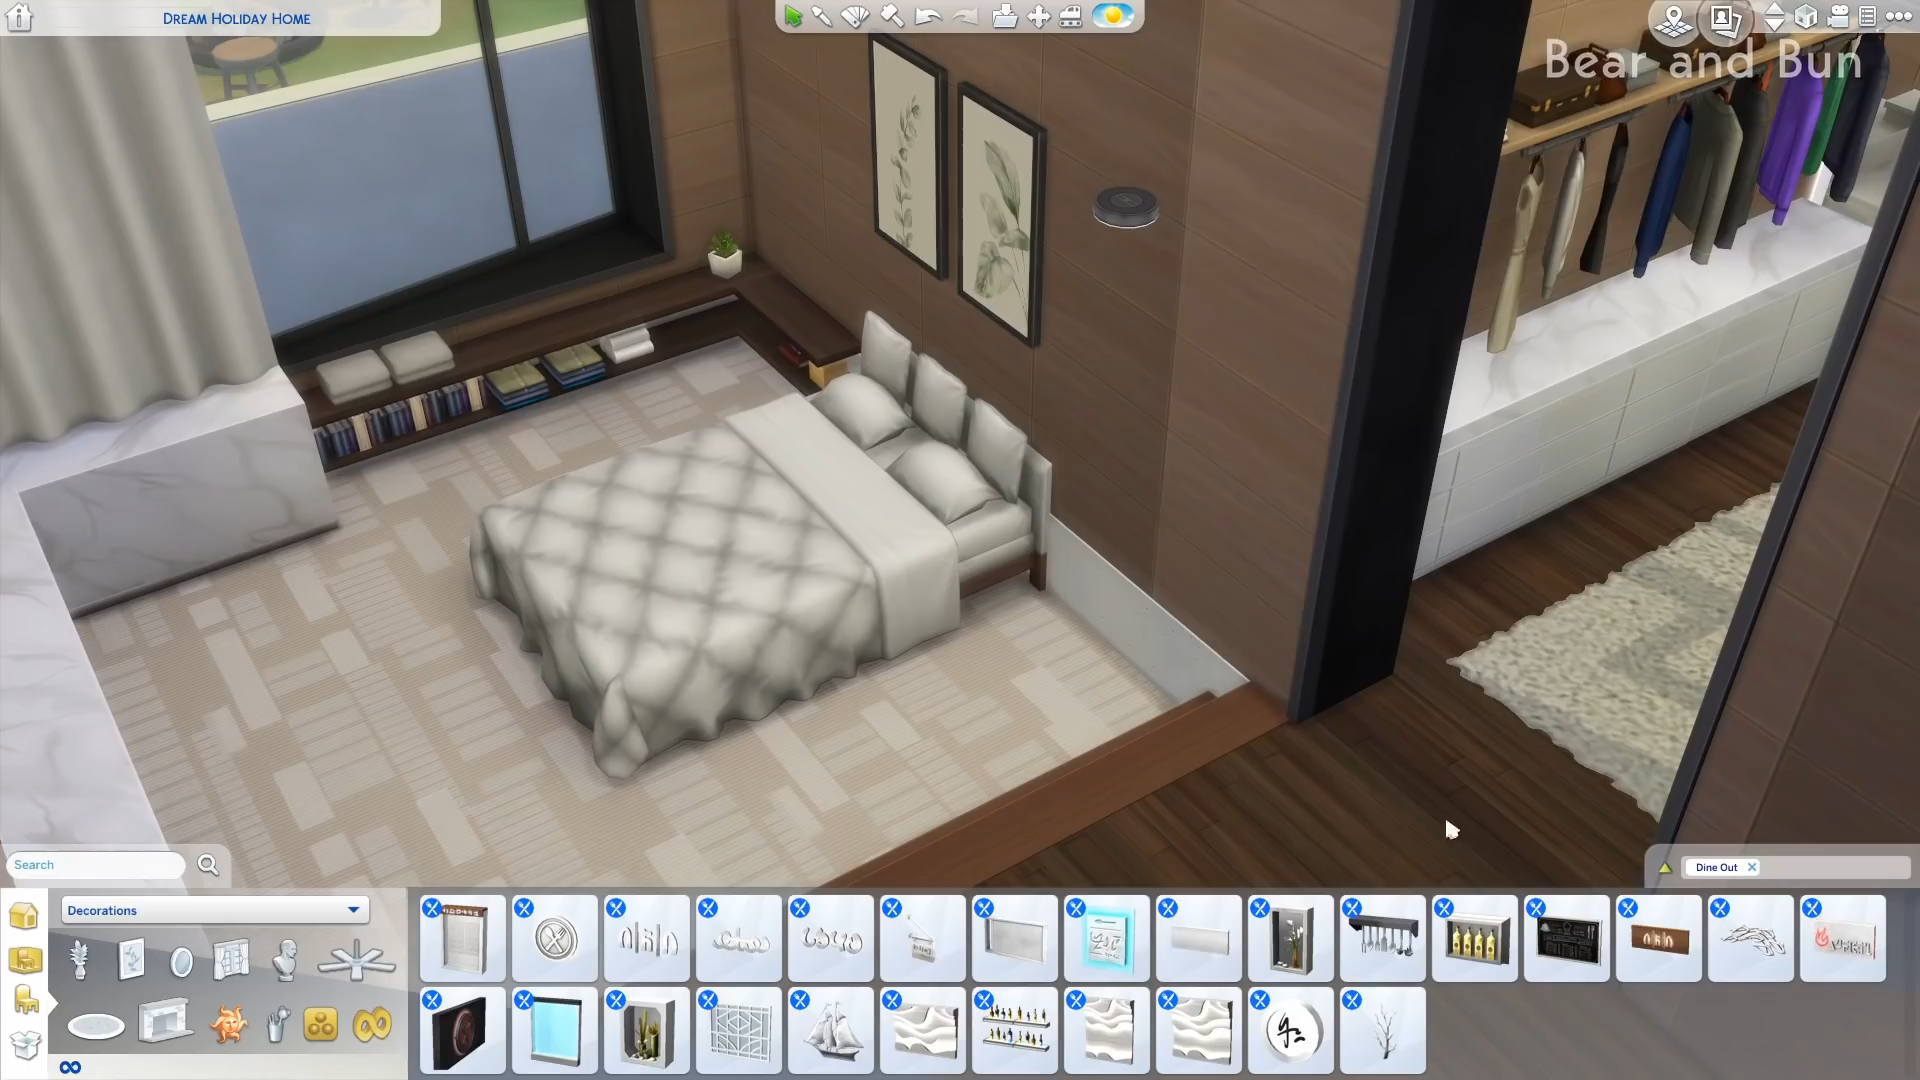 DREAM HOLIDAY HOME
Bear and Bun
Search
Dine Out
Decorations